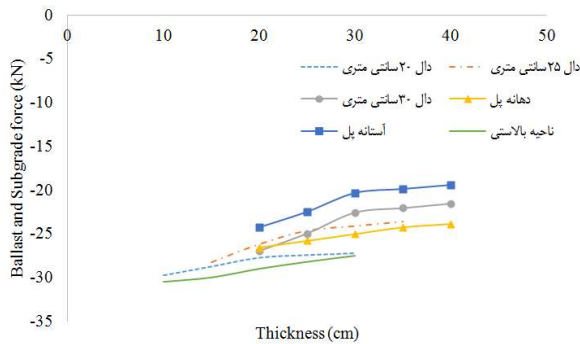 0
0 10 20 30 40 50
-5
-10
-15
-20
-25
-30
-35
Ballast and Subgrade force (kN)
دال ۲۰سانتی متری
دال ۲۵سانتی متری
دال ۳۰سانتی متری
دهانه پل
آستانه پل
ناحیه بالاستی
Thickness (cm)